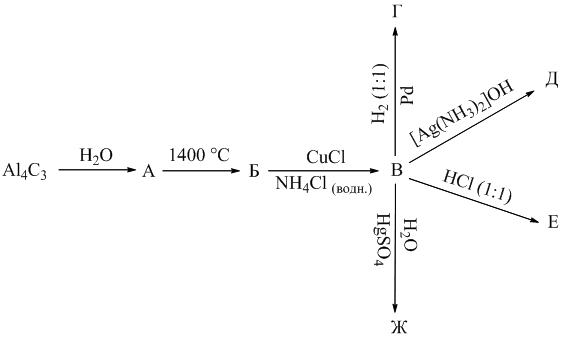 Г
H2 (1:1)
Pd
Д
[Ag(NH3)2]OH
Al4C3
H2O
А
1400 °C
Б
CuCl
NH4Cl (водн.)
В
HCl (1:1)
Е
H2O
HgSO4
Ж